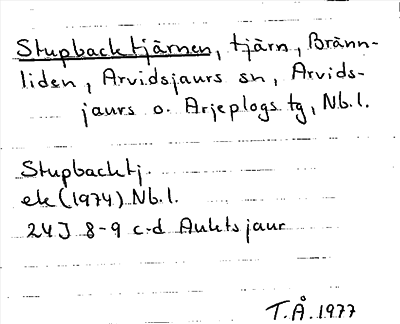 Stupbacktjärnen, tjärn, Bränn-
liden, Arvidsjaurs sn, Arvids-
jaurs o. Arjeplogs tg, Nb.l.
Stupbacktj.
ek (1974) Nb.l.
24J 8-9 c-d Auktsjaur
T.Å. 1977